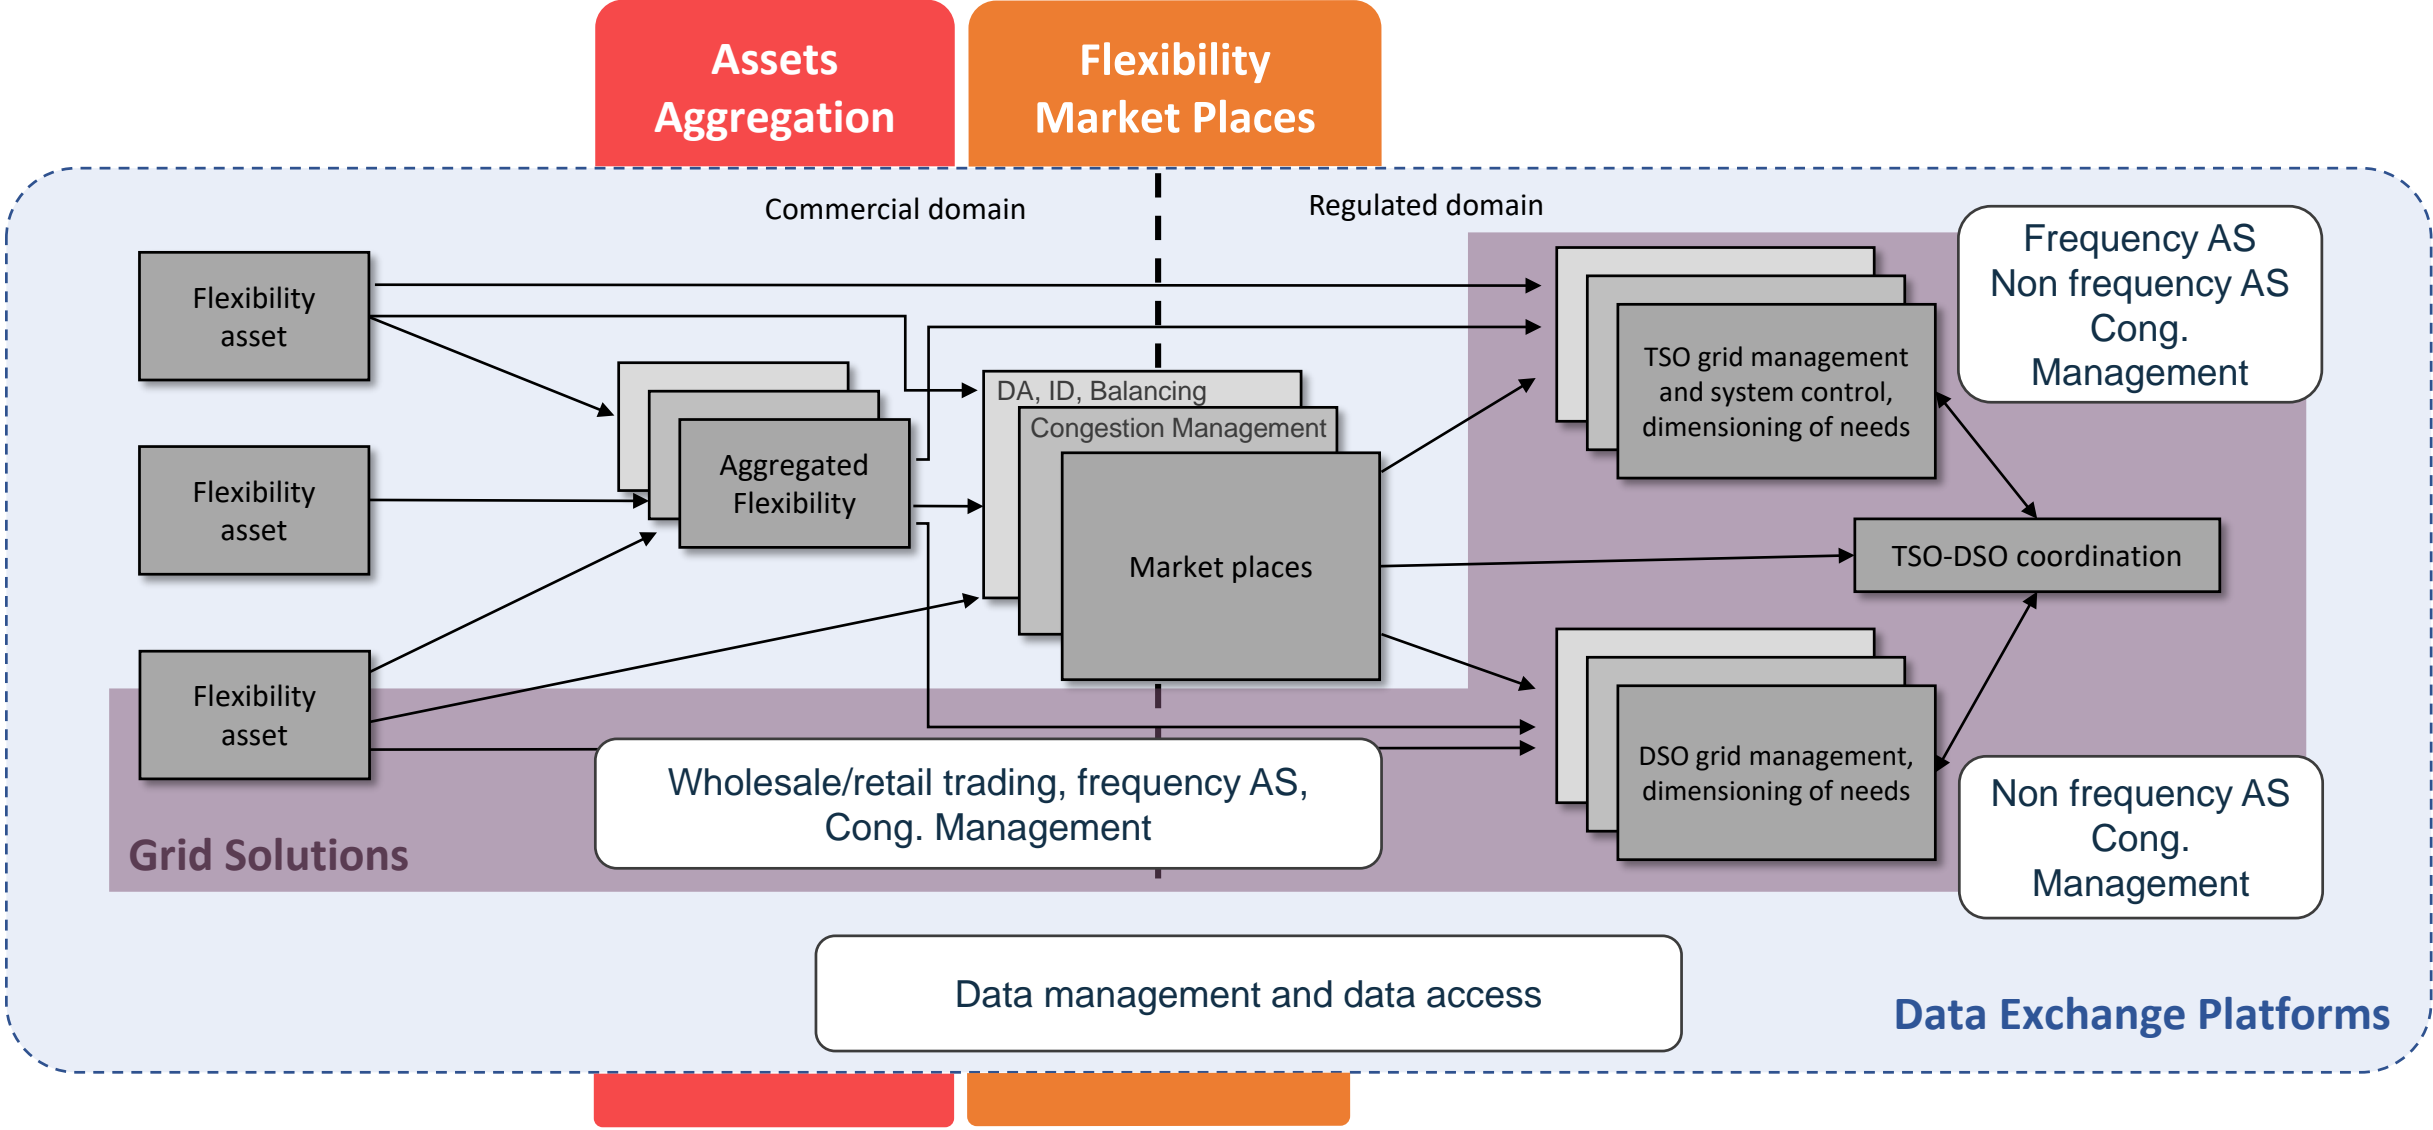 Assets
Aggregation
Flexibility
Market Places
Commercial domain
Regulated domain
Frequency AS
Non frequency AS
Cong.
Management
Flexibility
asset
TSO grid management
and system control,
dimensioning of needs
DA, ID, Balancing
Congestion Management
Aggregated
Flexibility
Flexibility
asset
Market places
TSO-DSO coordination
Flexibility
asset
DSO grid management,
dimensioning of needs
Wholesale/retail trading, frequency AS,
Cong. Management
Non frequency AS
Cong.
Management
Grid Solutions
Data management and data access
Data Exchange Platforms